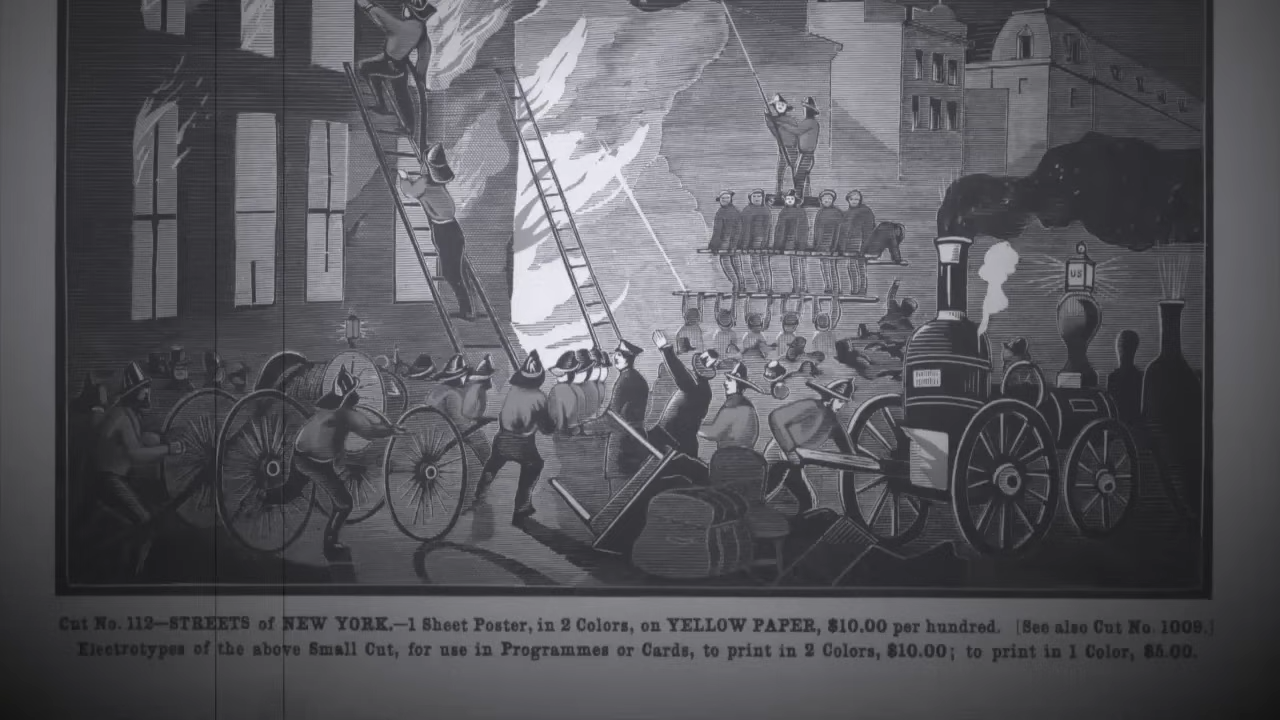 US
Cut No. 112—STREETS of NEW YORK.—1 Sheet Poster, in 2 Colors, on YELLOW PAPER, $10.00 per hundred. [See also Cut No. 1009.]
Electrotypes of the above Small Cut, for use in Programmes or Cards, to print in 2 Colors, $10.00; to print in 1 Color, $5.00.